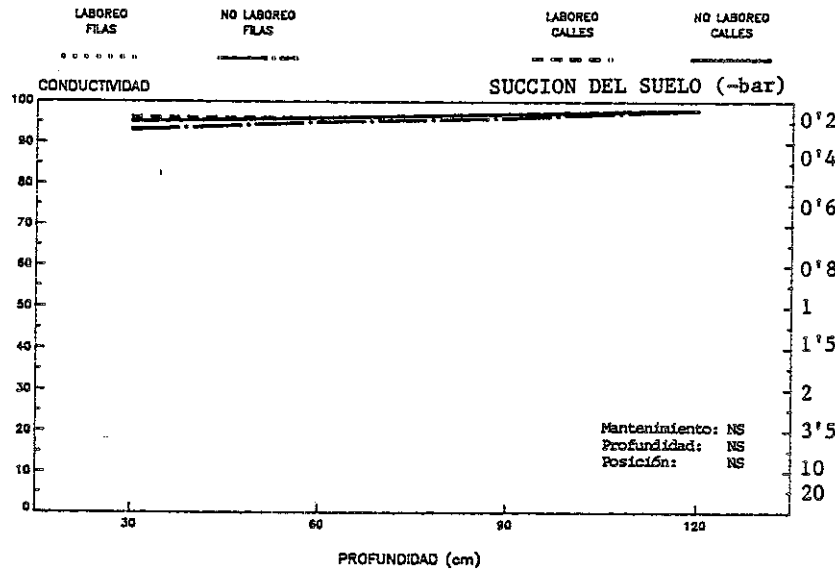 LABOREO FILAS
NO LABOREO FILAS
LABOREO CALLES
NO LABOREO CALLES
CONDUCTIVIDAD
SUCCION DEL SUELO (-bar)
100
90
80
70
60
50
40
30
20
10
0
0'2
0'4
0'6
0'8
1
1'5
2
3'5
10
20
Mantenimiento: NS
Profundidad: NS
Posición: NS
30
60
90
120
PROFUNDIDAD (cm)